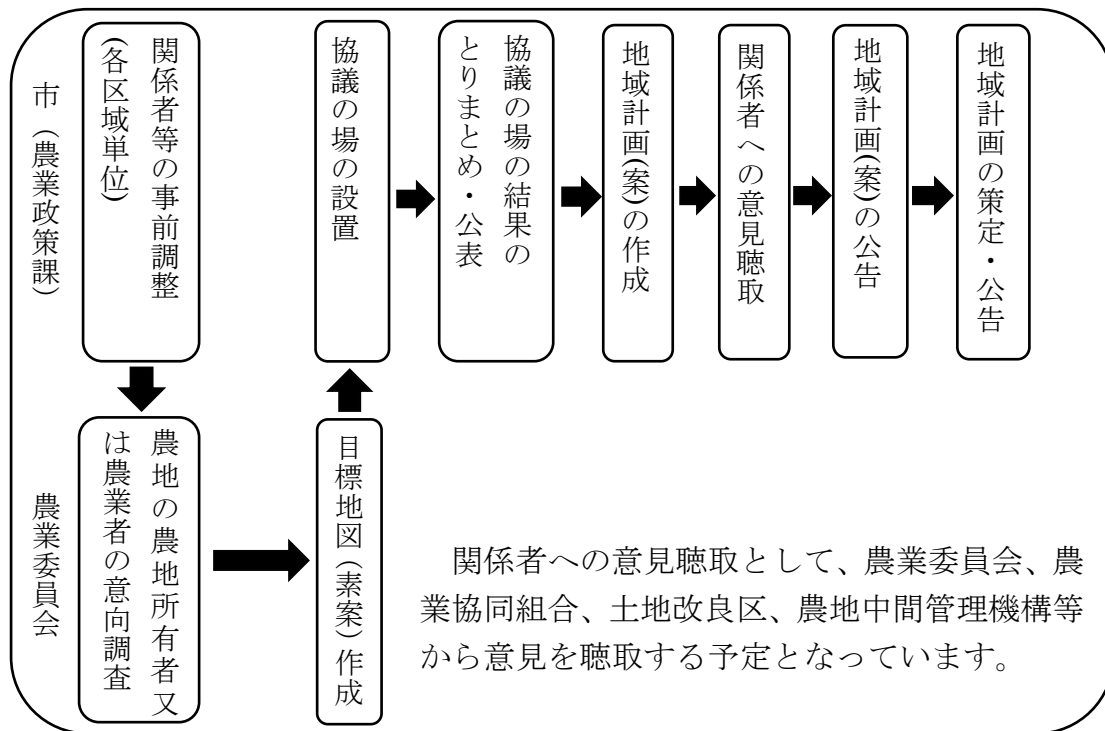 市（農業政策課）
関係者等の事前調整
(各区域単位)
協議の場の設置
協議の場の結果の
とりまとめ・公表
地域計画(案)の作成
関係者への意見聴取
地域計画(案)の公告
地域計画の策定・公告
農業委員会
農地の農地所有者又
は農業者の意向調査
目標地図（素案）作成
関係者への意見聴取として、農業委員会、農
業協同組合、土地改良区、農地中間管理機構等
から意見を聴取する予定となっています。